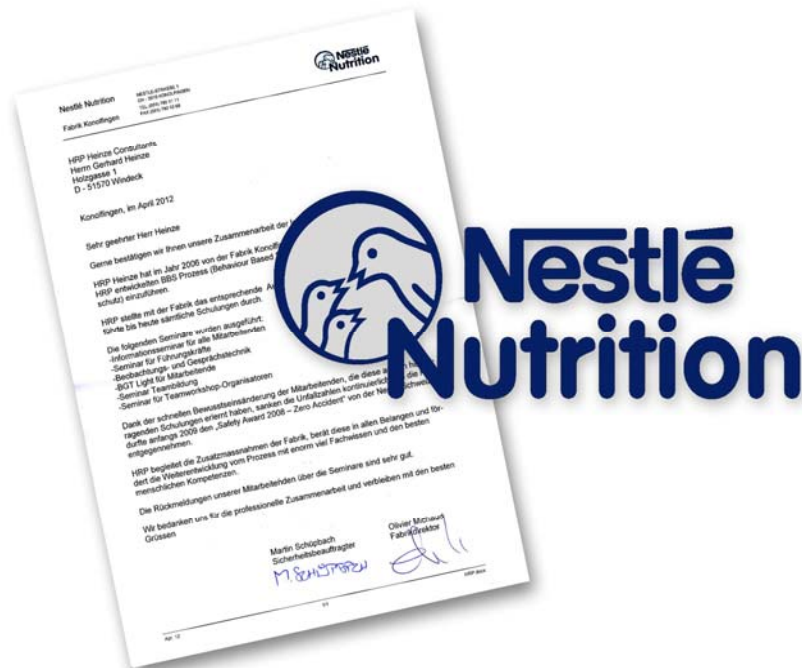 Nestlé
Nutrition
Nestlé Nutrition
Fabrik Konolfingen
HRP Heinze Consultants
Herrn Gerhard Heinze
Holzgasse 1
D - 51570 Windeck
Konolfingen, im April 2012
Sehr geehrter Herr Heinze
Gerne bestätigen wir Ihnen unsere Zusammenarbeit der
HRP Heinze hat im Jahr 2006 von der Fabrik
HRP entwickelten BBS Prozess (Behaviour Based
schutz) einzuführen.
HRP stellte mit der Fabrik das entsprechende
führte bis heute sämtliche Schulungen durch.
Die folgenden Seminare wurden ausgeführt:
-Informationsseminar für alle Mitarbeitenden
-Seminar für Führungskräfte
-Beobachtungs- und Gesprächstechnik
-BGT Light für Mitarbeitende
-Seminar Teambildung
-Seminar für Teamworkshop-Organisatoren
Dank der schnellen Bewusstseinsänderung der Mitarbeitenden, die diese
ragenden Schulungen erlernt haben, sanken die Unfallzahlen kontinuierlich
durfte anfangs 2009 den „Safety Award 2008 – Zero Accident" von der
entgegennehmen.
HRP begleitet die Zusatzmassnahmen der Fabrik, berät diese in allen Belangen und för-
dert die Weiterentwicklung vom Prozess mit enorm viel Fachwissen und den besten
menschlichen Kompetenzen.
Die Rückmeldungen unserer Mitarbeitenden über die Seminare sind sehr gut.
Wir bedanken uns für die professionelle Zusammenarbeit und verbleiben mit den besten
Grüssen
Martin Schüpbach
Sicherheitsbeauftragter
Olivier
Fabrikdirektor
M. SCHÜPBACH
Apr. 12
1/1
Nestlé
Nutrition